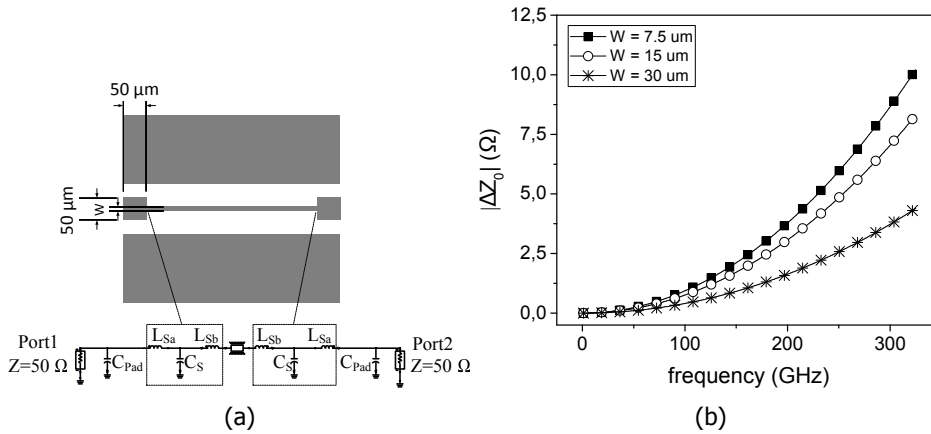 50 μm
50 μm
W
L_Sa L_Sb L_Sb L_Sa
Port1 Port2
Z=50 Ω C_Pad C_S C_S C_Pad Z=50 Ω
(a)
12,5
10,0
7,5
5,0
2,5
0,0
|ΔZ_0| (Ω)
W = 7.5 um
W = 15 um
W = 30 um
0 100 200 300
frequency (GHz)
(b)